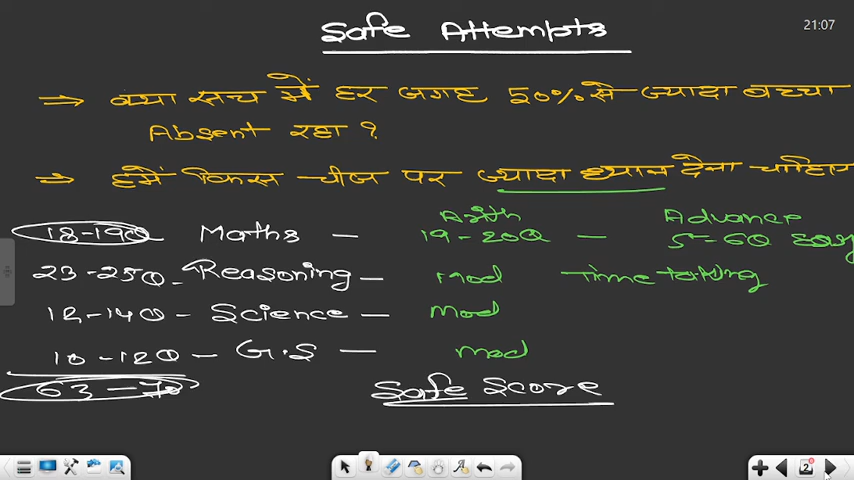 Safe Attempts
21:07
⇒ क्या सच में हर जगह 50% से ज्यादा बच्चा
Absent रहा ?
⇒ हमें किस चीज पर ज्यादा ध्यान देना चाहिए
Arith Advance
18-19Q Maths - 19-20Q - 5-6Q easy
23-25Q - Reasoning - Mod Time taking
12-14Q - Science - Mod
10-12Q - G.S - Mod
63-70 Safe Score
2